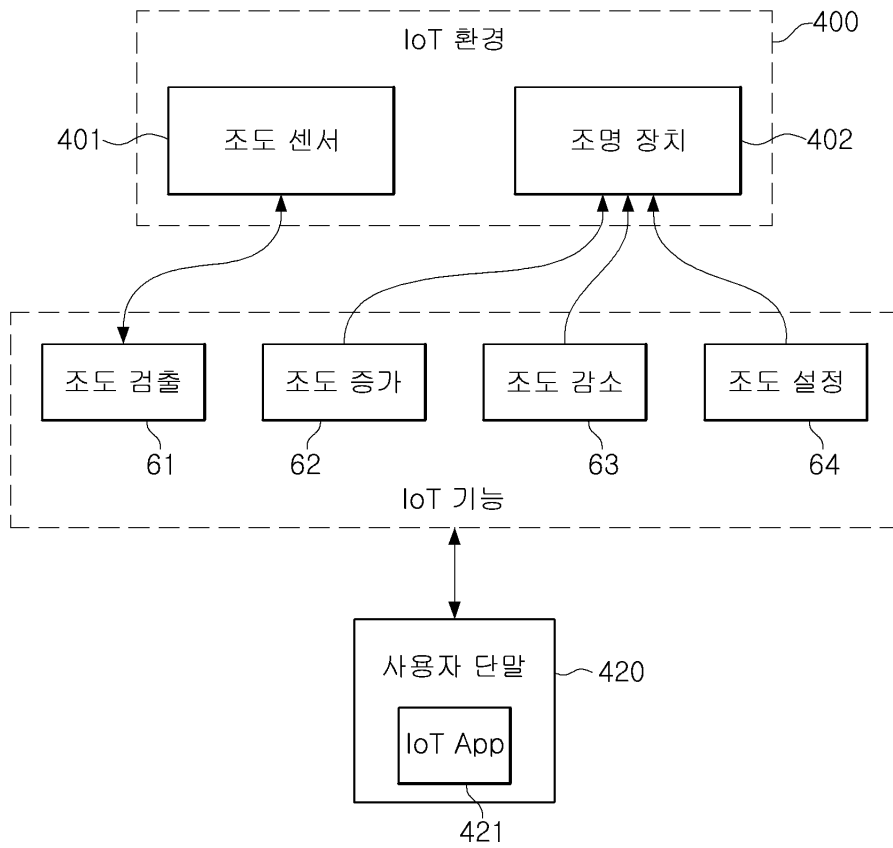 IoT 환경
400
조도 센서
조명 장치
401
402
조도 검출
조도 증가
조도 감소
조도 설정
61
62
63
64
IoT 기능
사용자 단말
420
IoT App
421